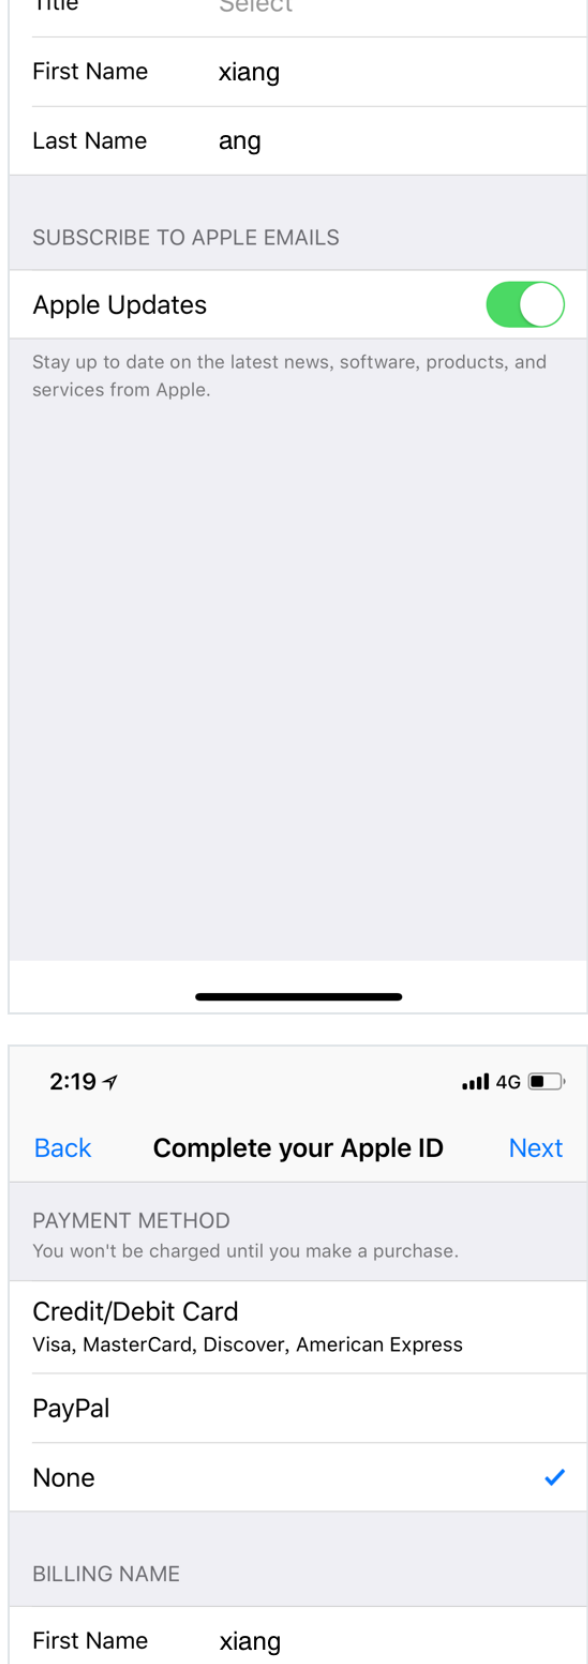 Title Select
First Name xiang
Last Name ang
SUBSCRIBE TO APPLE EMAILS
Apple Updates
Stay up to date on the latest news, software, products, and
services from Apple.
2:19 4G
Back Complete your Apple ID Next
PAYMENT METHOD
You won't be charged until you make a purchase.
Credit/Debit Card
Visa, MasterCard, Discover, American Express
PayPal
None
BILLING NAME
First Name xiang